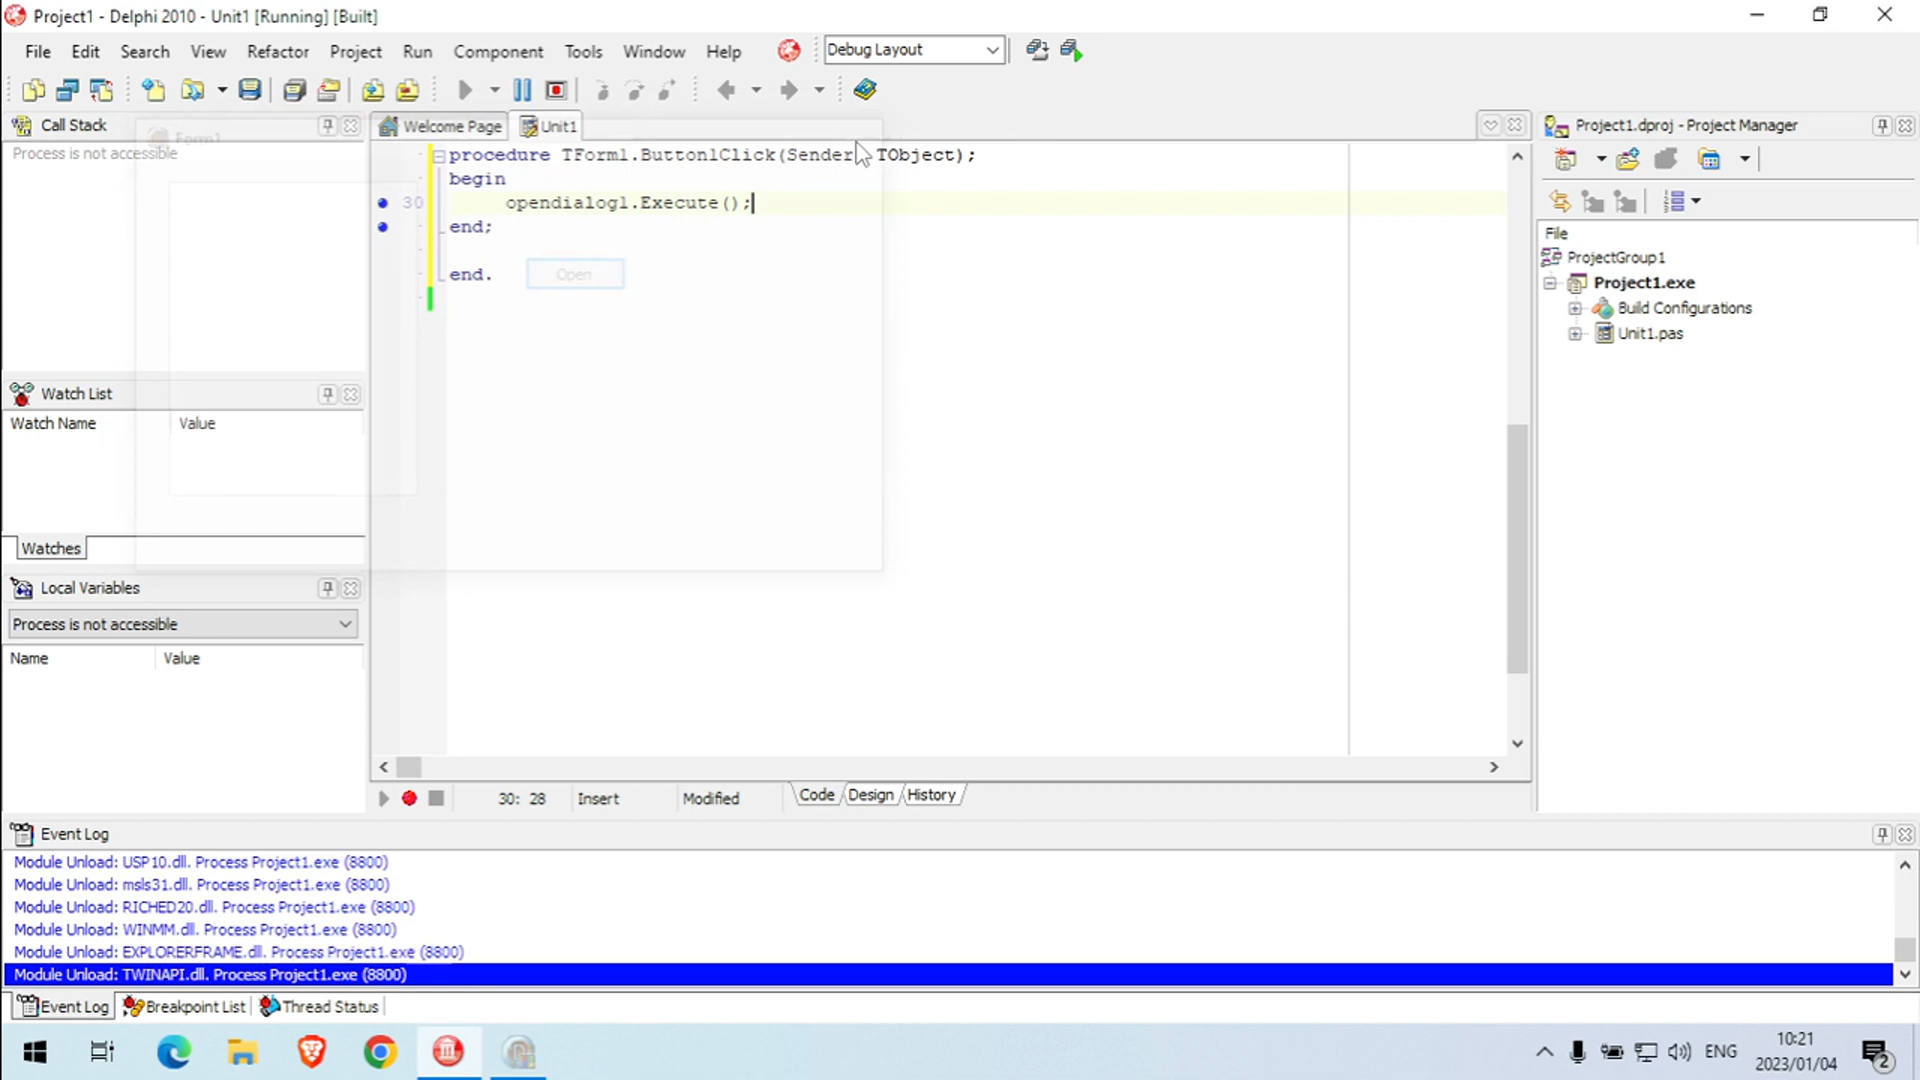 Project1 - Delphi 2010 - Unit1 [Running] [Built]
File Edit Search View Refactor Project Run Component Tools Window Help Debug Layout
Call Stack
Form1
Process is not accessible
Welcome Page Unit1
procedure TForm1.Button1Click(Sender TObject);
begin
30 opendialog1.Execute();
end;
end.
Open
Watch List
Watch Name Value
Watches
Local Variables
Process is not accessible
Name Value
30: 28 Insert Modified Code Design History
Project1.dproj - Project Manager
File
ProjectGroup1
Project1.exe
Build Configurations
Unit1.pas
Event Log
Module Unload: USP10.dll. Process Project1.exe (8800)
Module Unload: msls31.dll. Process Project1.exe (8800)
Module Unload: RICHED20.dll. Process Project1.exe (8800)
Module Unload: WINMM.dll. Process Project1.exe (8800)
Module Unload: EXPLORERFRAME.dll. Process Project1.exe (8800)
Module Unload: TWINAPI.dll. Process Project1.exe (8800)
Event Log Breakpoint List Thread Status
ENG
10:21
2023/01/04
2